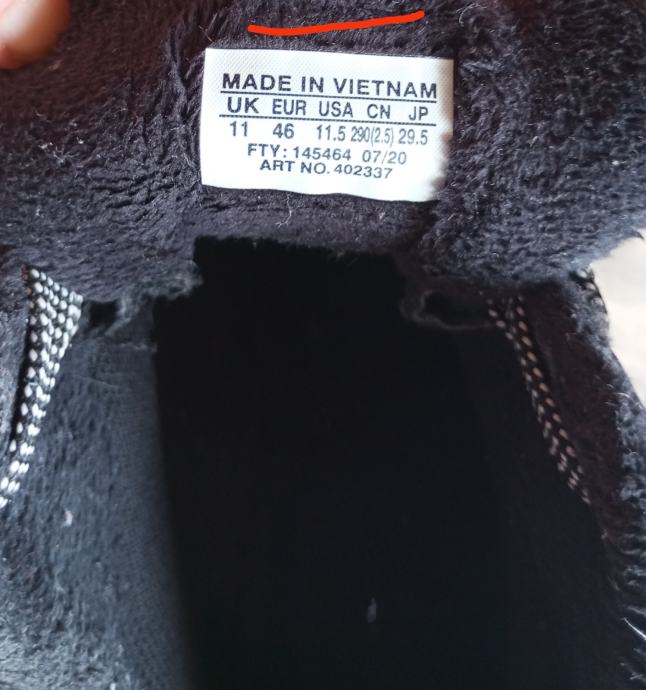 MADE IN VIETNAM
UK EUR USA CN JP
11 46 11.5 290(2.5) 29.5
FTY: 145464 07/20
ART NO. 402337